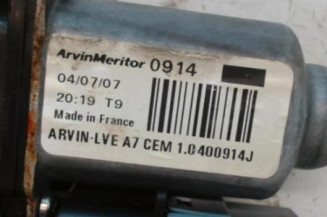 ArvinMeritor 0914
04/07/07
20:19 T9
Made in France
ARVIN-LVE A7 CEM 1.0400914J